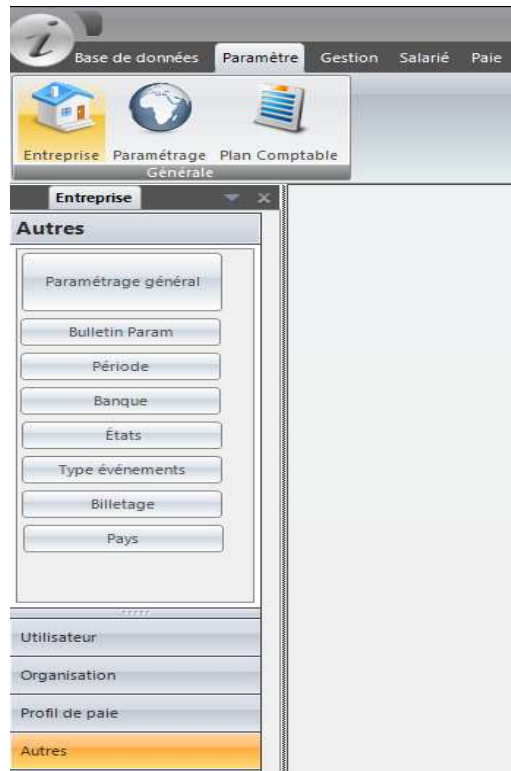 Base de données Paramètre Gestion Salarié Paie
Entreprise Paramétrage Plan Comptable
Générale
Entreprise
Autres
Paramétrage général
Bulletin Param
Période
Banque
États
Type événements
Billetage
Pays
Utilisateur
Organisation
Profil de paie
Autres